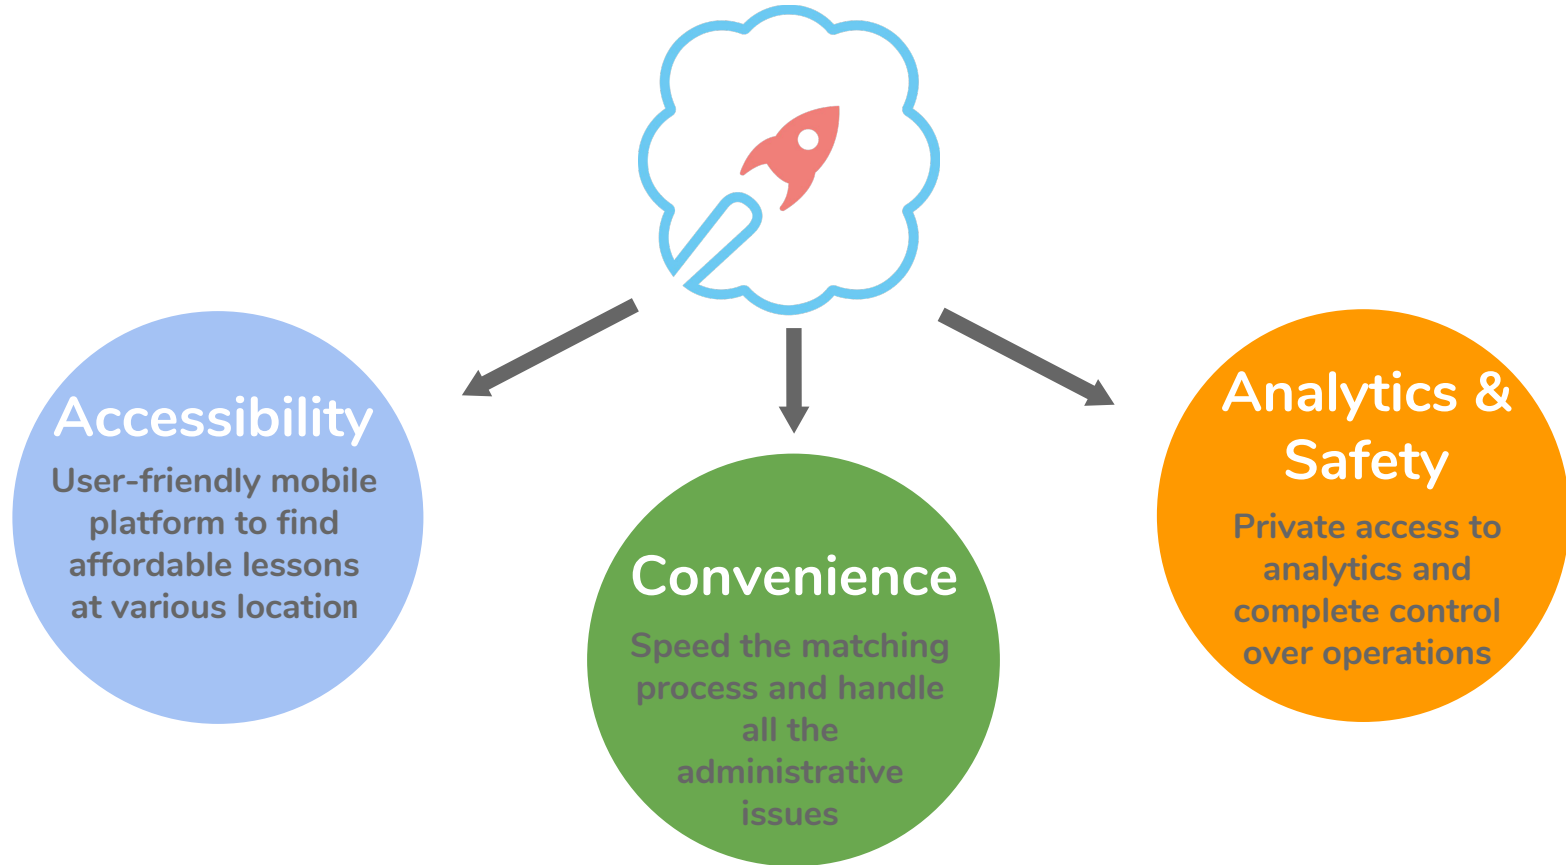 Accessibility
User-friendly mobile
platform to find
affordable lessons
at various location
Convenience
Speed the matching
process and handle
all the
administrative
issues
Analytics &
Safety
Private access to
analytics and
complete control
over operations